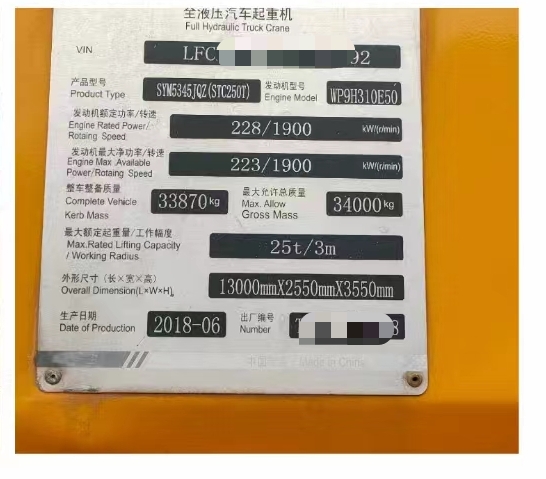 全液压汽车起重机
Full Hydraulic Truck Crane
VIN LFC 92
产品型号 SYM5345JQZ(STC250T) 发动机型号 WP9H310E50
Product Type Engine Model
发动机额定功率/转速
Engine Rated Power/ 228/1900 kW/(r/min)
Rotaing Speed
发动机最大净功率/转速
Engine Max .Available 223/1900 kW/(r/min)
Power/Rotaing Speed
整车整备质量 最大允许总质量
Complete Vehicle 33870kg Max. Allow 34000kg
Kerb Mass Gross Mass
最大额定起重量/工作幅度
Max.Rated Lifting Capacity 25t/3m
/ Working Radius
外形尺寸（长×宽×高） 13000mmX2550mmX3550mm
Overall Dimension(L×W×H)
生产日期 2018-06 出厂编号 8
Date of Production Number
Made in China